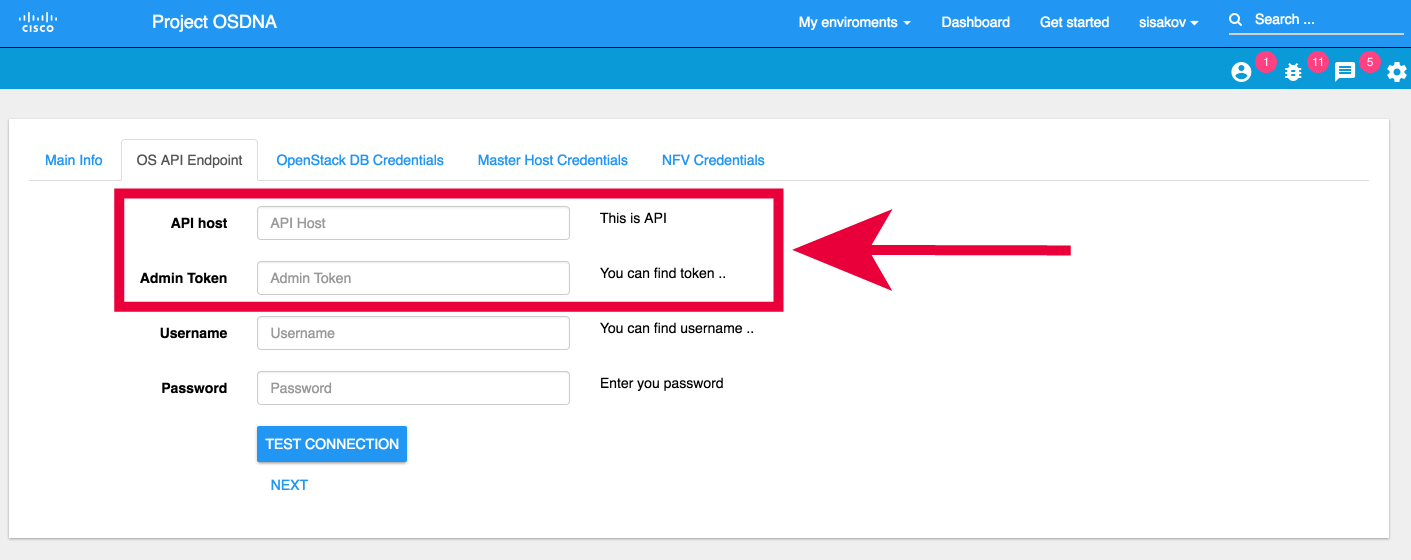 CISCO
Project OSDNA
My enviroments
Dashboard
Get started
sisakov
Search ...
1
11
5
Main Info
OS API Endpoint
OpenStack DB Credentials
Master Host Credentials
NFV Credentials
API host
API Host
This is API
Admin Token
Admin Token
You can find token ..
Username
Username
You can find username ..
Password
Password
Enter you password
TEST CONNECTION
NEXT